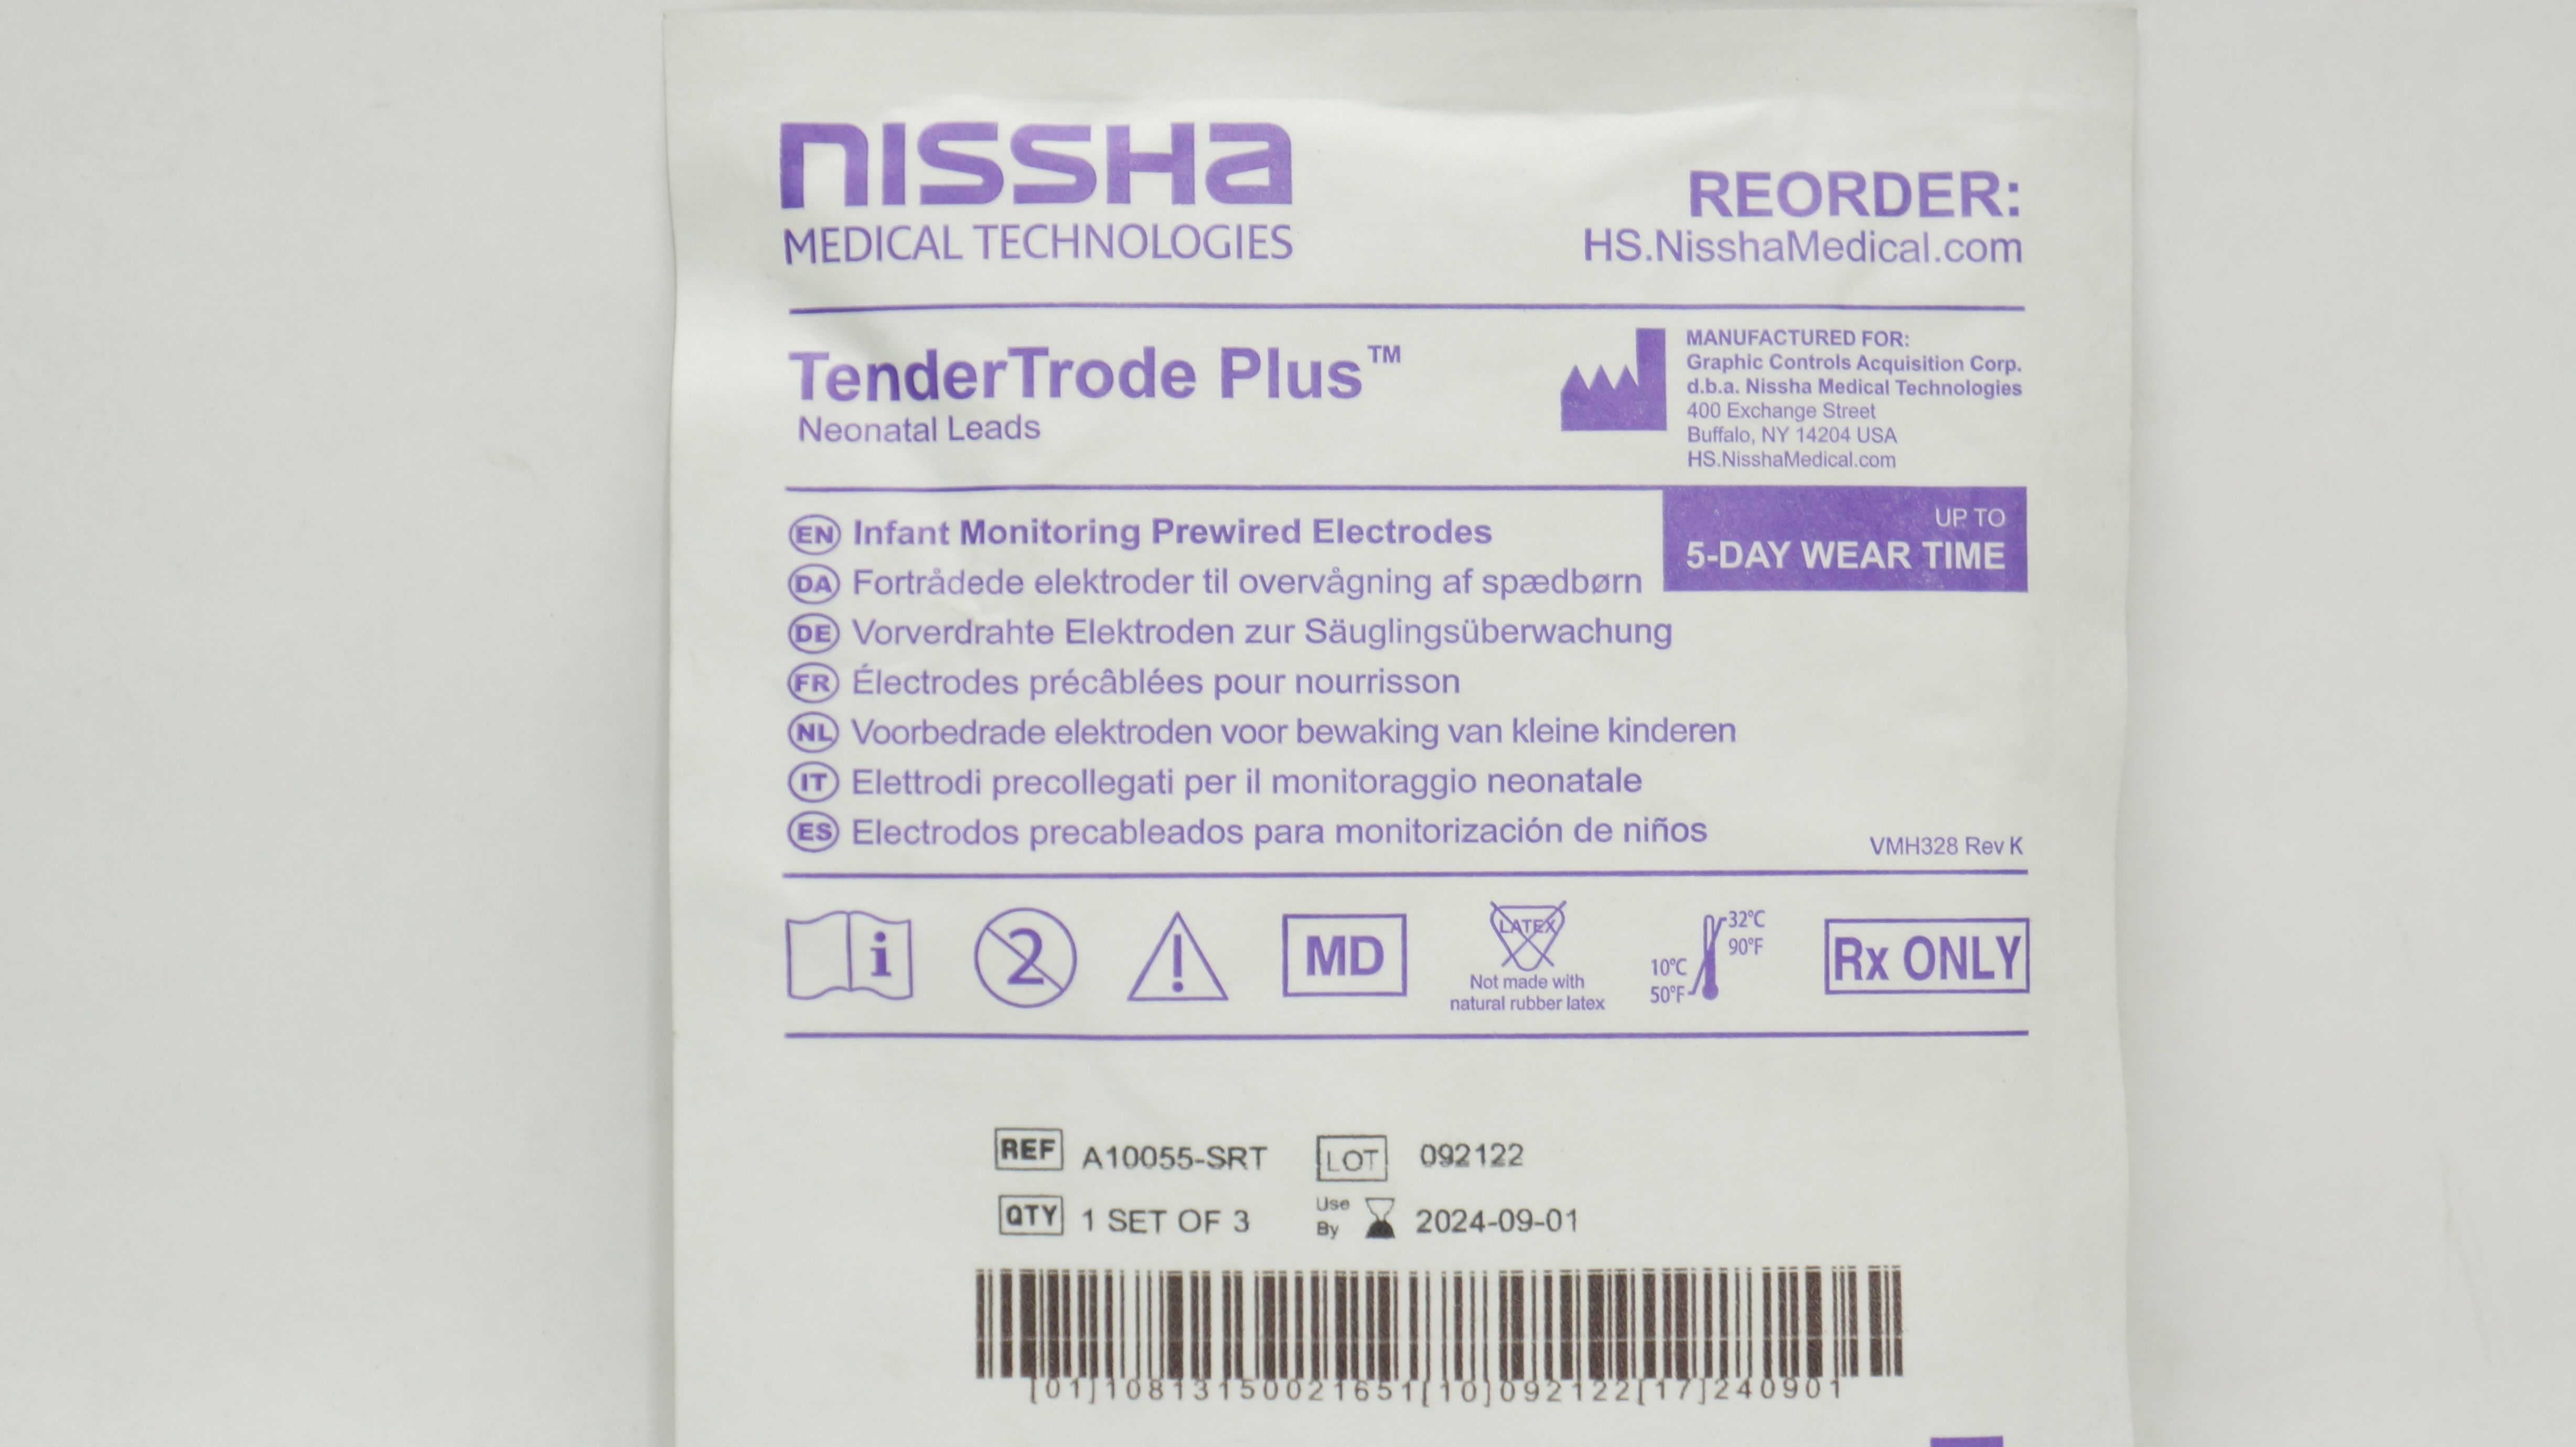 nissha
MEDICAL TECHNOLOGIES
REORDER:
HS.NisshaMedical.com
TenderTrode Plus™
Neonatal Leads
MANUFACTURED FOR:
Graphic Controls Acquisition Corp.
d.b.a. Nissha Medical Technologies
400 Exchange Street
Buffalo, NY 14204 USA
HS.NisshaMedical.com
UP TO
5-DAY WEAR TIME
EN Infant Monitoring Prewired Electrodes
DA Fortrådede elektroder til overvågning af spædbørn
DE Vorverdrahte Elektroden zur Säuglingsüberwachung
FR Électrodes précâblées pour nourrisson
NL Voorbedrade elektroden voor bewaking van kleine kinderen
IT Elettrodi precollegati per il monitoraggio neonatale
ES Electrodos precableados para monitorización de niños
VMH328 Rev K
i
2
!
MD
LATEX
Not made with
natural rubber latex
32°C
90°F
10°C
50°F
Rx ONLY
REF A10055-SRT LOT 092122
QTY 1 SET OF 3 Use By 2024-09-01
[01]10813150021651[10]092122[17]240901